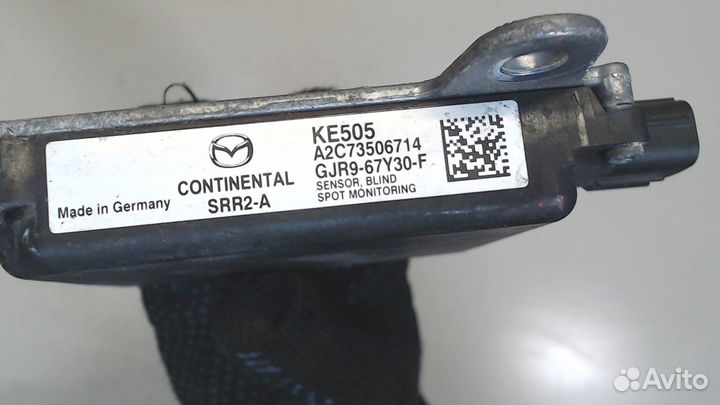 KE505
A2C73506714
GJR9-67Y30-F
SENSOR, BLIND
SPOT MONITORING
CONTINENTAL
SRR2-A
Made in Germany
Avito